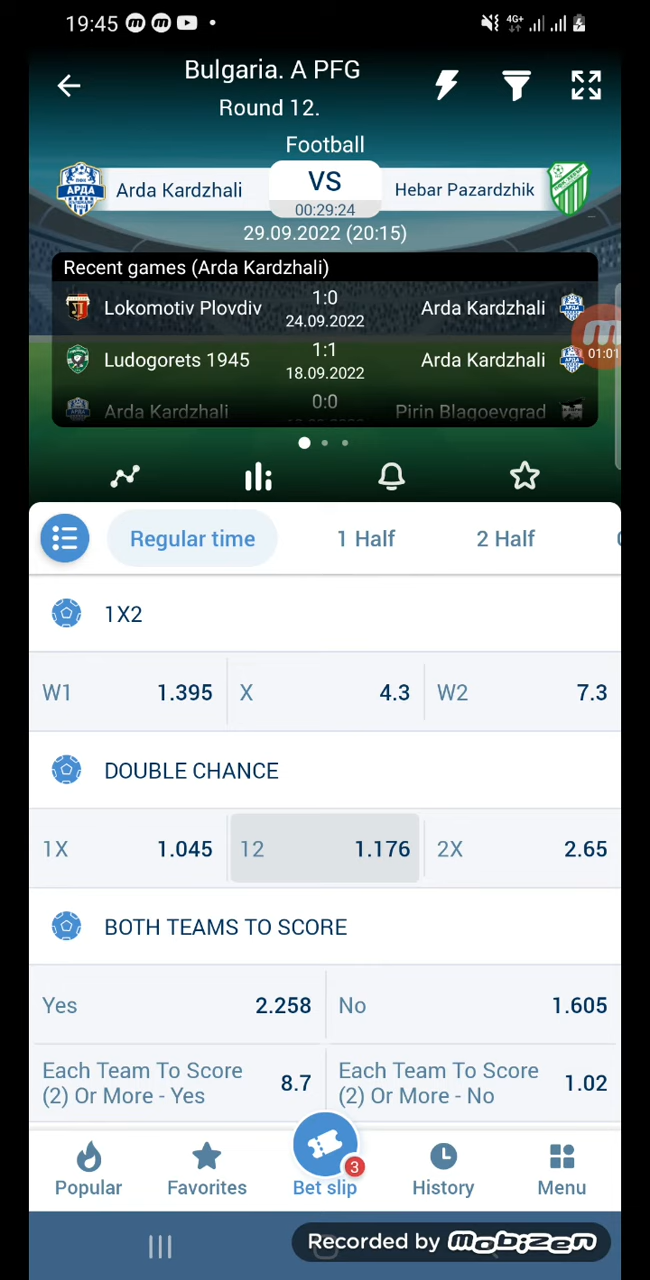 19:45
4G+
Bulgaria. A PFG
Round 12.
Football
АРДА
Arda Kardzhali
VS
Hebar Pazardzhik
00:29:24
29.09.2022 (20:15)
Recent games (Arda Kardzhali)
Lokomotiv Plovdiv
1:0
Arda Kardzhali
24.09.2022
Ludogorets 1945
1:1
Arda Kardzhali
18.09.2022
01:01
Arda Kardzhali
0:0
Pirin Blagoevgrad
Regular time
1 Half
2 Half
1X2
W1 1.395
X 4.3
W2 7.3
DOUBLE CHANCE
1X 1.045
12 1.176
2X 2.65
BOTH TEAMS TO SCORE
Yes 2.258
No 1.605
Each Team To Score
(2) Or More - Yes
8.7
Each Team To Score
(2) Or More - No
1.02
3
Popular
Favorites
Bet slip
History
Menu
Recorded by mobizen